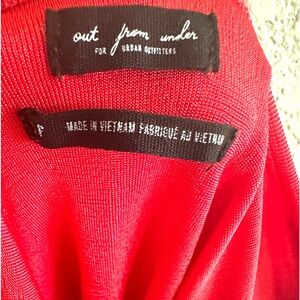 out from under
FOR URBAN OUTFITTERS
MADE IN VIETNAM FABRIQUÉ AU VIETNAM